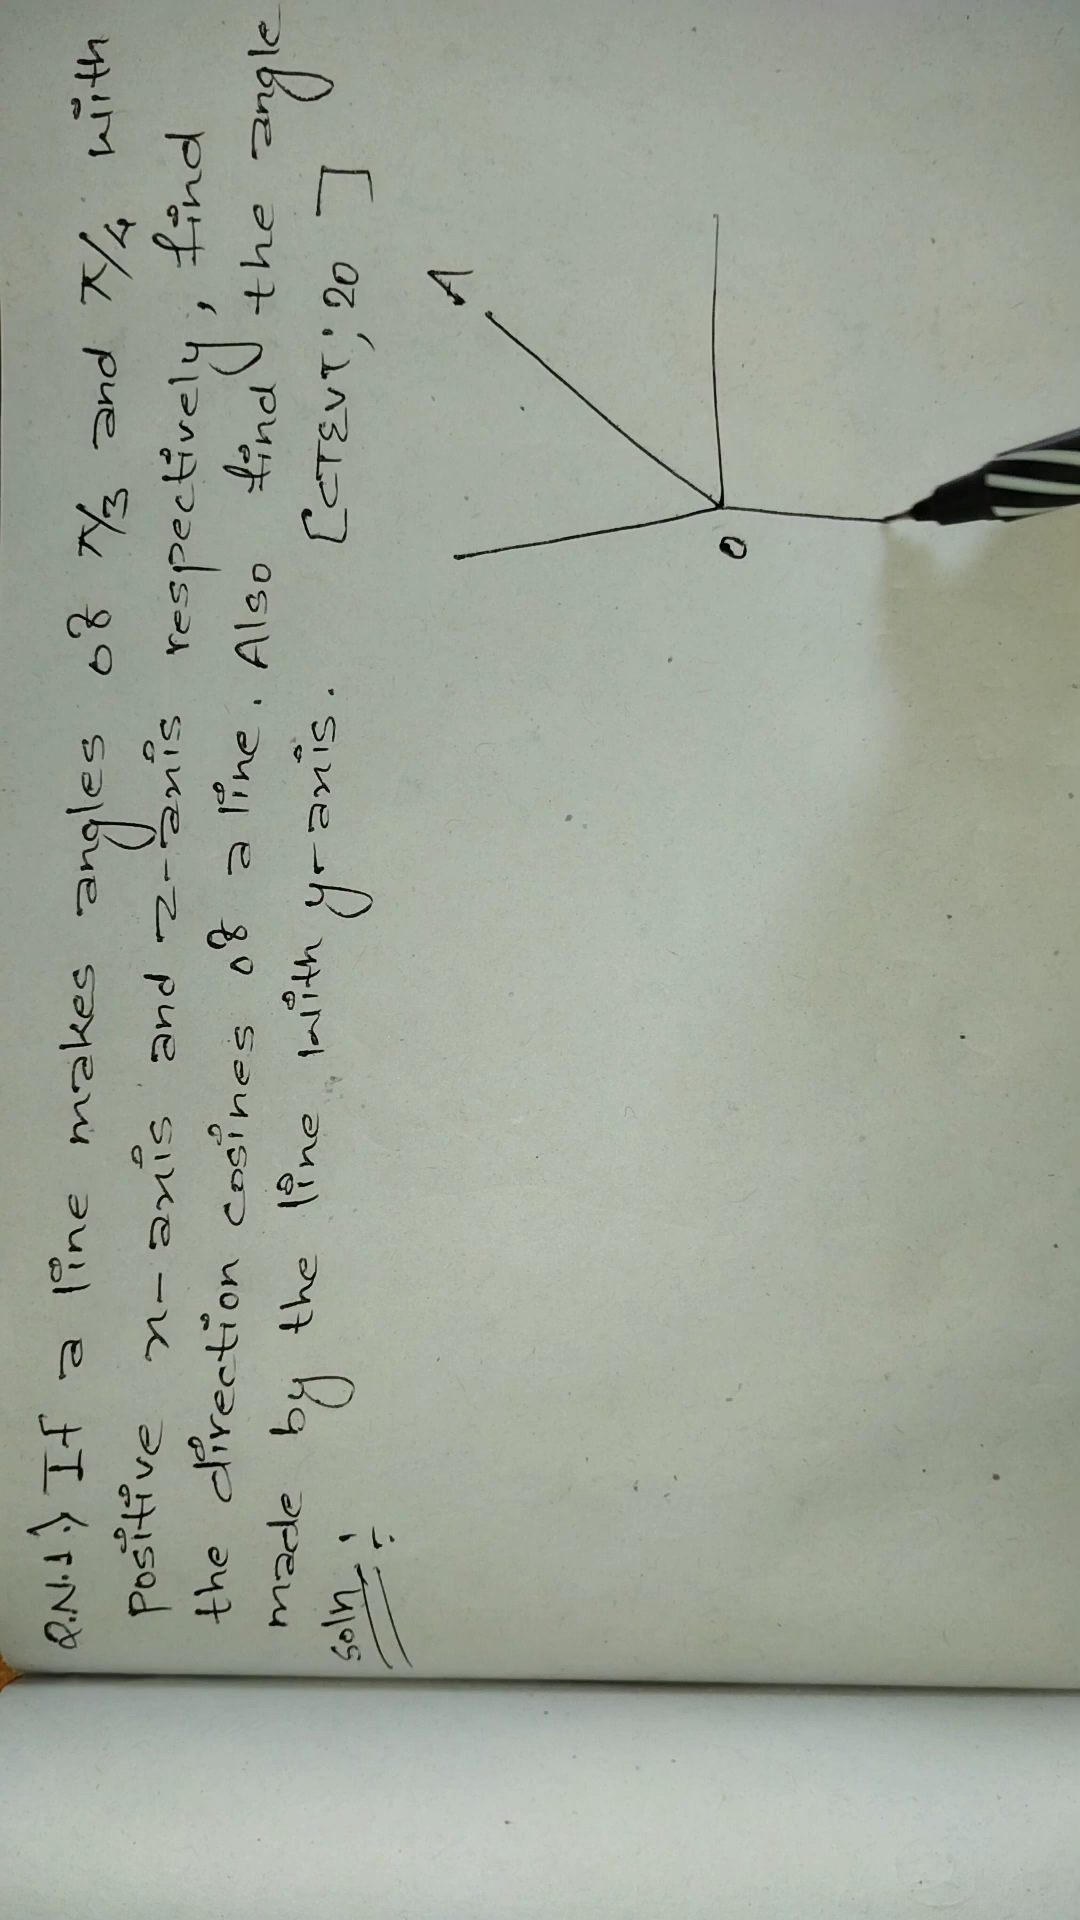 Q.N.1.) If a line makes angles of π/3 and π/4 with
positive x-axis and z-axis respectively, find
the direction cosines of a line. Also find the angle
made by the line with y-axis. [CTEVT, 20 ]
soln:
A
O